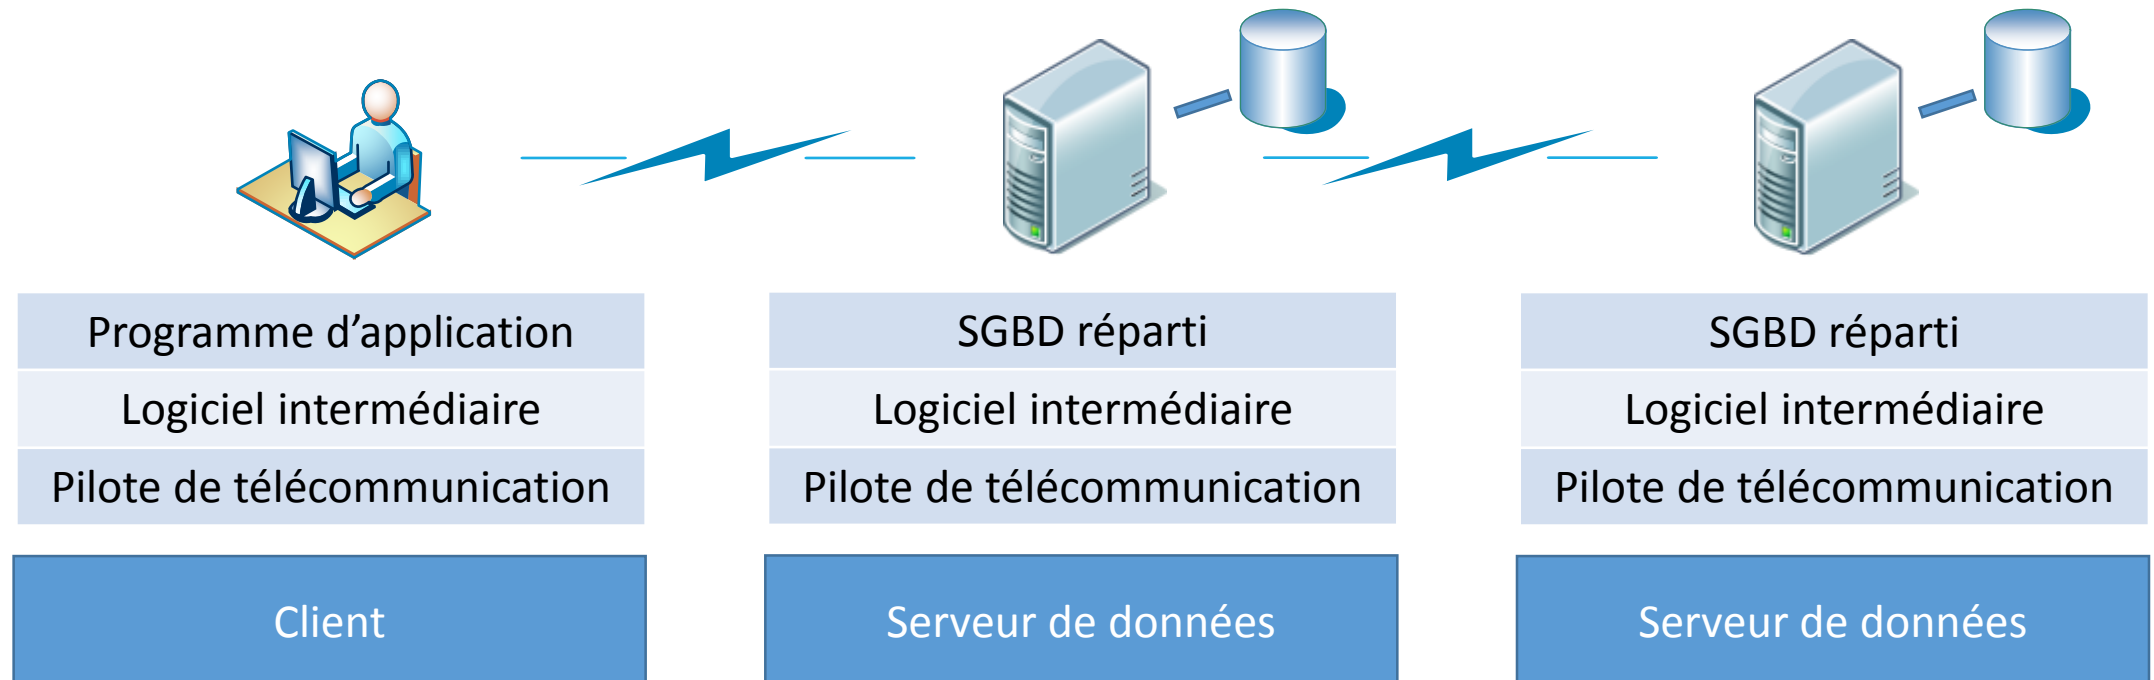 Programme d’application
SGBD réparti
SGBD réparti
Logiciel intermédiaire
Logiciel intermédiaire
Logiciel intermédiaire
Pilote de télécommunication
Pilote de télécommunication
Pilote de télécommunication
Client
Serveur de données
Serveur de données